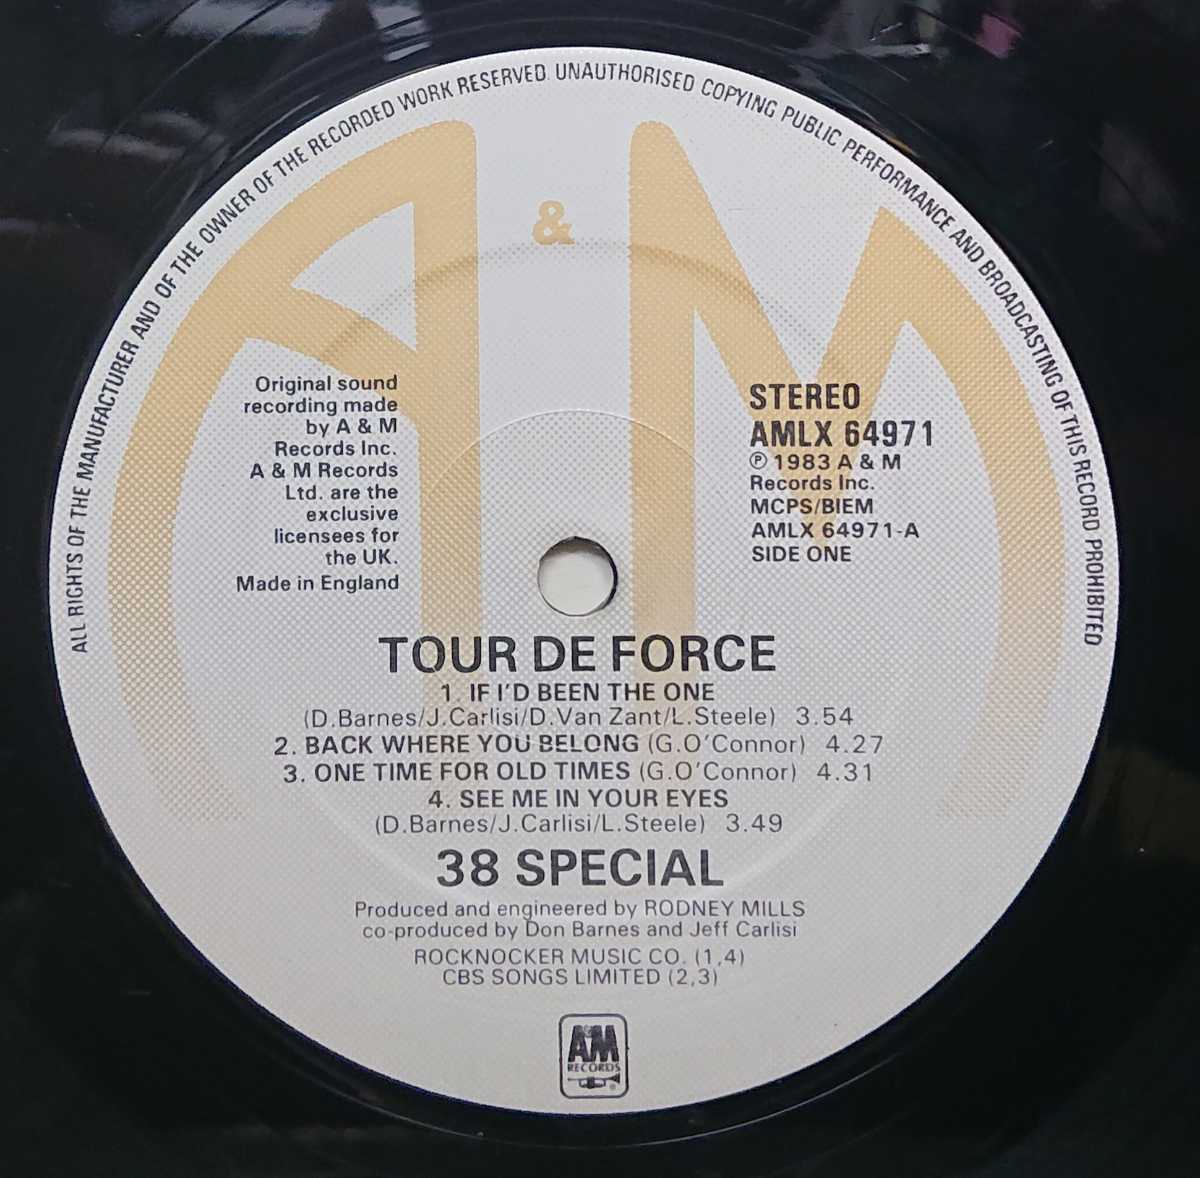 ALL RIGHTS OF THE MANUFACTURER AND OF THE OWNER OF THE RECORDED WORK RESERVED. UNAUTHORISED COPYING PUBLIC PERFORMANCE AND BROADCASTING OF THIS RECORD PROHIBITED
A & M
Original sound
recording made
by A & M
Records Inc.
A & M Records
Ltd. are the
exclusive
licensees for
the UK.
Made in England
STEREO
AMLX 64971
Ⓟ 1983 A & M
Records Inc.
MCPS/BIEM
AMLX 64971-A
SIDE ONE
TOUR DE FORCE
1. IF I'D BEEN THE ONE
(D.Barnes/J.Carlisi/D.Van Zant/L.Steele) 3.54
2. BACK WHERE YOU BELONG (G.O'Connor) 4.27
3. ONE TIME FOR OLD TIMES (G.O'Connor) 4.31
4. SEE ME IN YOUR EYES
(D.Barnes/J.Carlisi/L.Steele) 3.49
38 SPECIAL
Produced and engineered by RODNEY MILLS
co-produced by Don Barnes and Jeff Carlisi
ROCKNOCKER MUSIC CO. (1,4)
CBS SONGS LIMITED (2,3)
A&M
RECORDS
®